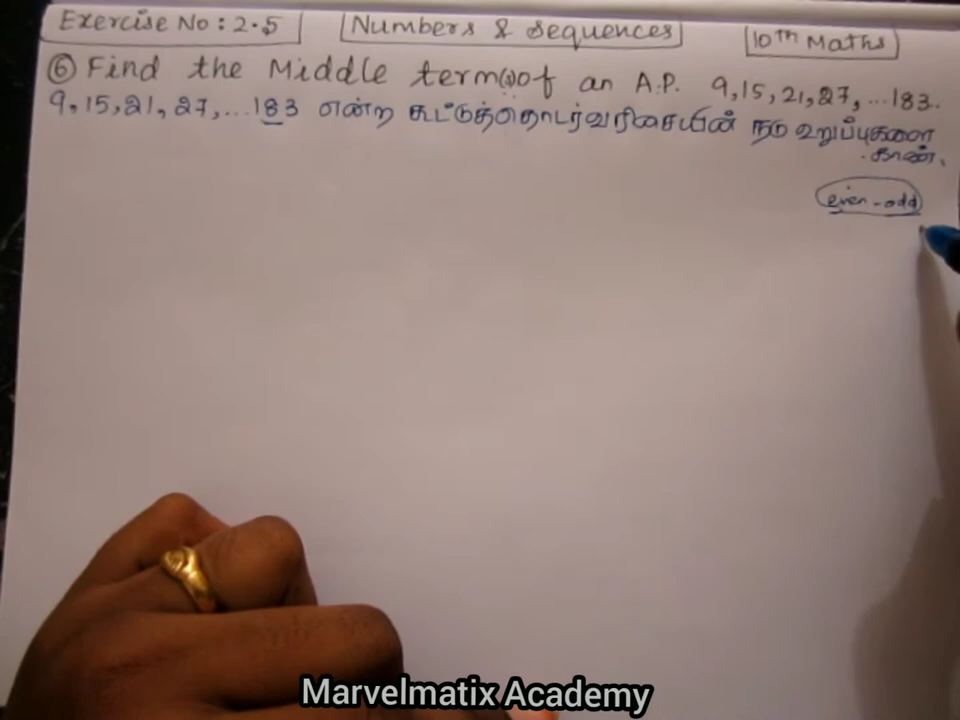 Exercise No : 2.5 Numbers & Sequences 10th Maths
⑥ Find the Middle term(s) of an A.P. 9, 15, 21, 27, ... 183.
9, 15, 21, 27, ... 183 என்ற கூட்டுத்தொடர்வரிசையின் நடு உறுப்புகளை
காண்.
even - odd
Marvelmatix Academy